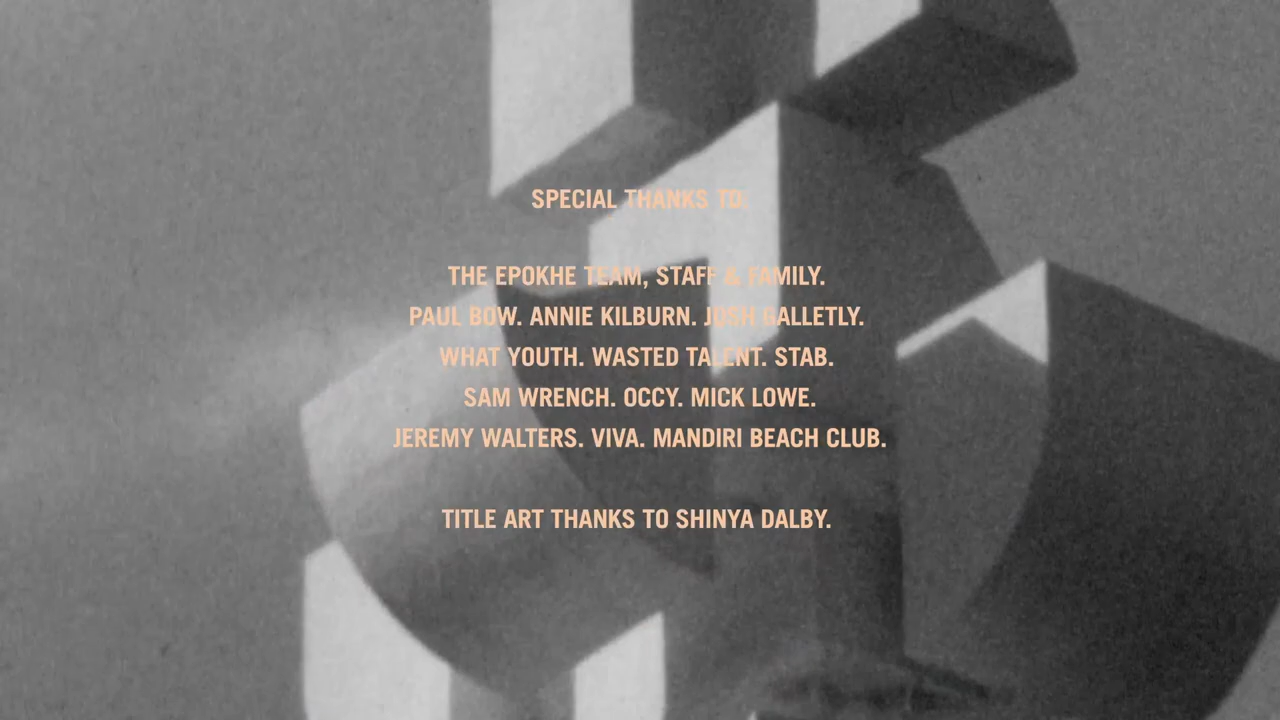 SPECIAL THANKS TO:
THE EPOKHE TEAM, STAFF & FAMILY.
PAUL BOW. ANNIE KILBURN. JOSH GALLETLY.
WHAT YOUTH. WASTED TALENT. STAB.
SAM WRENCH. OCCY. MICK LOWE.
JEREMY WALTERS. VIVA. MANDIRI BEACH CLUB.
TITLE ART THANKS TO SHINYA DALBY.